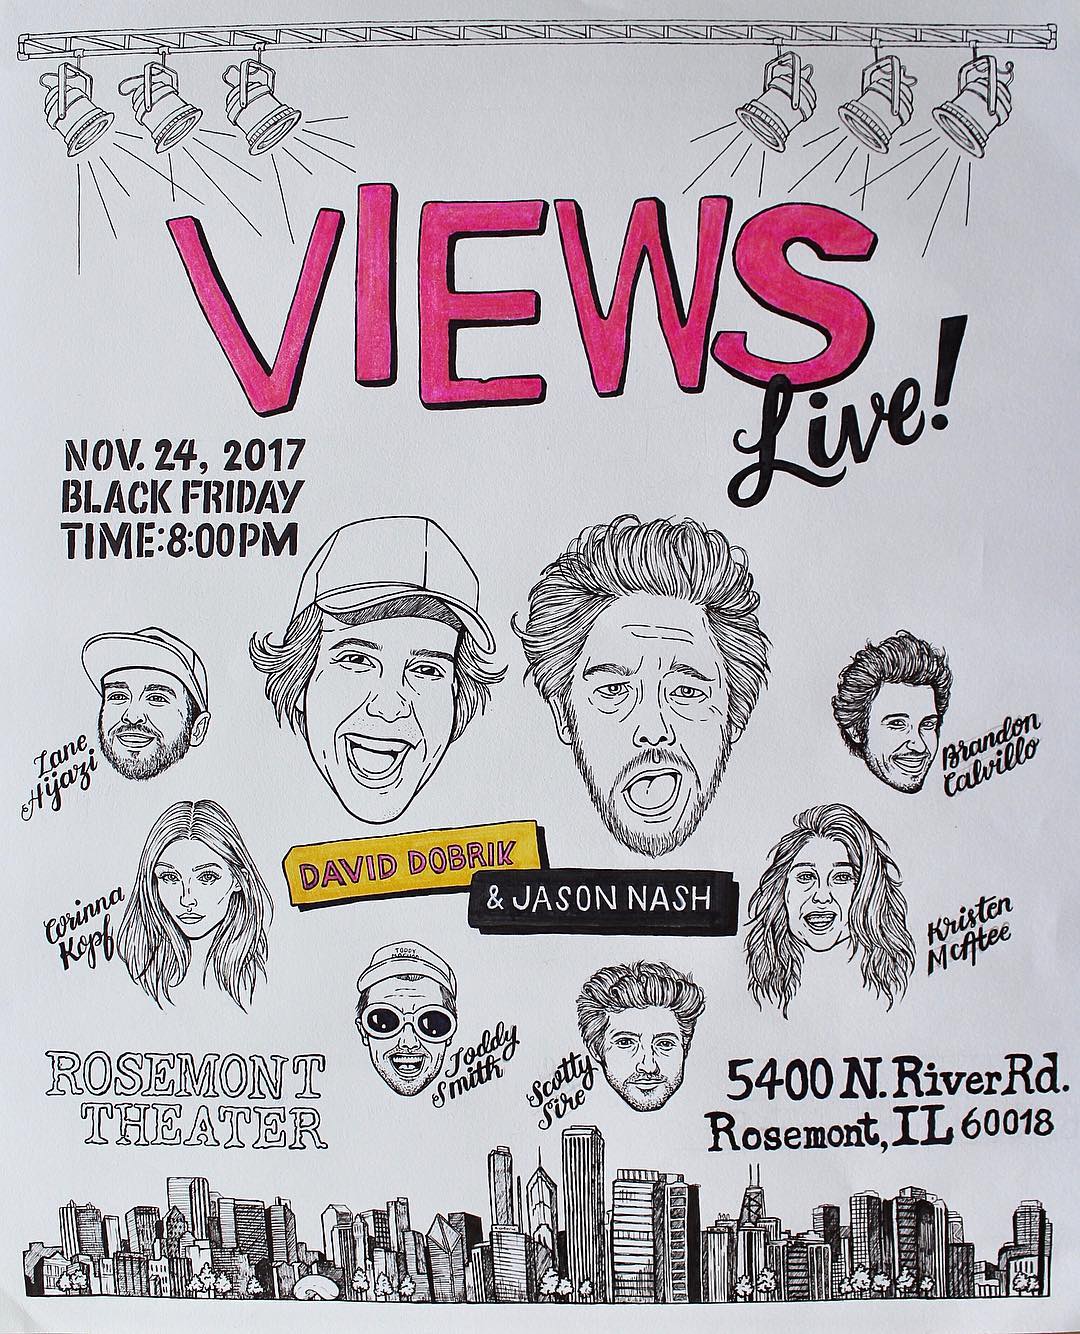 VIEWS
Live!
NOV. 24, 2017
BLACK FRIDAY
TIME:8:00PM
Zane
Hijazi
Brandon
Calvillo
DAVID DOBRIK
& JASON NASH
Corinna
Kopf
Kristen
McAtee
TODDY
Toddy
Smith
Scotty
Sire
ROSEMONT
THEATER
5400 N. River Rd.
Rosemont, IL 60018